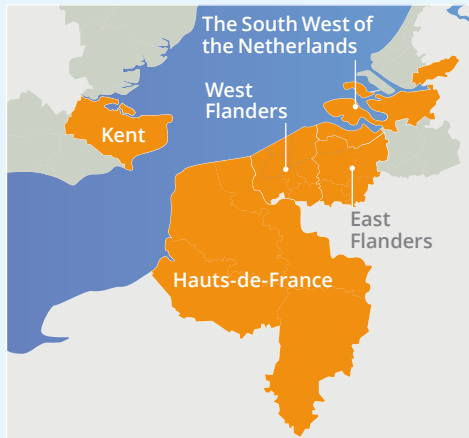 The South West of
the Netherlands
West
Flanders
Kent
East
Flanders
Hauts-de-France